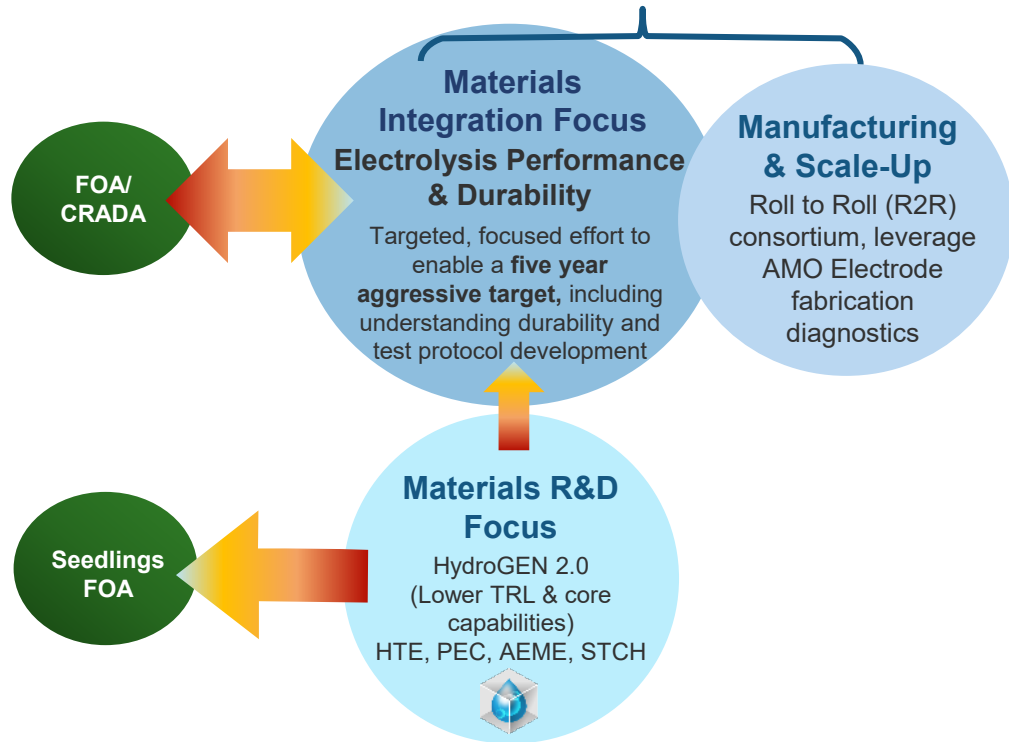 Materials
Integration Focus
Electrolysis Performance
& Durability
Targeted, focused effort to
enable a five year
aggressive target, including
understanding durability and
test protocol development
Manufacturing
& Scale-Up
Roll to Roll (R2R)
consortium, leverage
AMO Electrode
fabrication
diagnostics
FOA/
CRADA
Materials R&D
Focus
HydroGEN 2.0
(Lower TRL & core
capabilities)
HTE, PEC, AEME, STCH
Seedlings
FOA